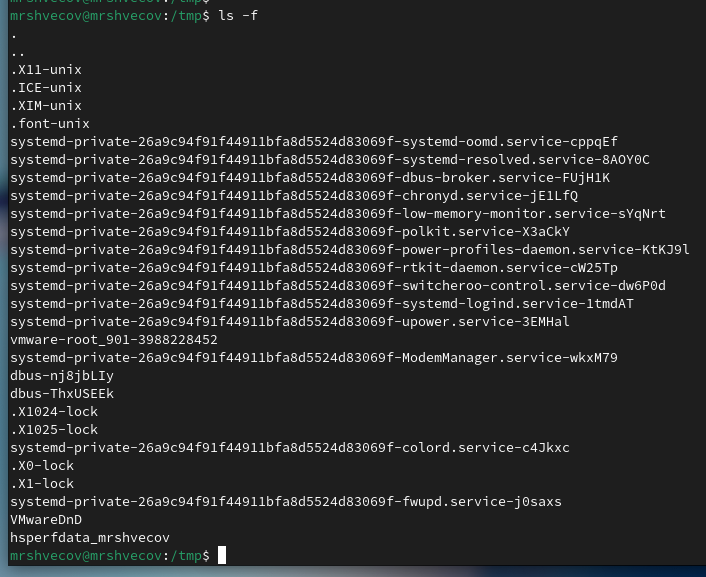 mrshvecov@mrshvecov:/tmp$ ls -f
.
..
.X11-unix
.ICE-unix
.XIM-unix
.font-unix
systemd-private-26a9c94f91f44911bfa8d5524d83069f-systemd-oomd.service-cppqEf
systemd-private-26a9c94f91f44911bfa8d5524d83069f-systemd-resolved.service-8AOY0C
systemd-private-26a9c94f91f44911bfa8d5524d83069f-dbus-broker.service-FUjH1K
systemd-private-26a9c94f91f44911bfa8d5524d83069f-chronyd.service-jE1LfQ
systemd-private-26a9c94f91f44911bfa8d5524d83069f-low-memory-monitor.service-sYqNrt
systemd-private-26a9c94f91f44911bfa8d5524d83069f-polkit.service-X3aCkY
systemd-private-26a9c94f91f44911bfa8d5524d83069f-power-profiles-daemon.service-KtKJ9l
systemd-private-26a9c94f91f44911bfa8d5524d83069f-rtkit-daemon.service-cW25Tp
systemd-private-26a9c94f91f44911bfa8d5524d83069f-switcheroo-control.service-dw6P0d
systemd-private-26a9c94f91f44911bfa8d5524d83069f-systemd-logind.service-1tmdAT
systemd-private-26a9c94f91f44911bfa8d5524d83069f-upower.service-3EMHal
vmware-root_901-3988228452
systemd-private-26a9c94f91f44911bfa8d5524d83069f-ModemManager.service-wkxM79
dbus-nj8jbLIy
dbus-ThxUSEEk
.X1024-lock
.X1025-lock
systemd-private-26a9c94f91f44911bfa8d5524d83069f-colord.service-c4Jkxc
.X0-lock
.X1-lock
systemd-private-26a9c94f91f44911bfa8d5524d83069f-fwupd.service-j0saxs
VMwareDnD
hsperfdata_mrshvecov
mrshvecov@mrshvecov:/tmp$